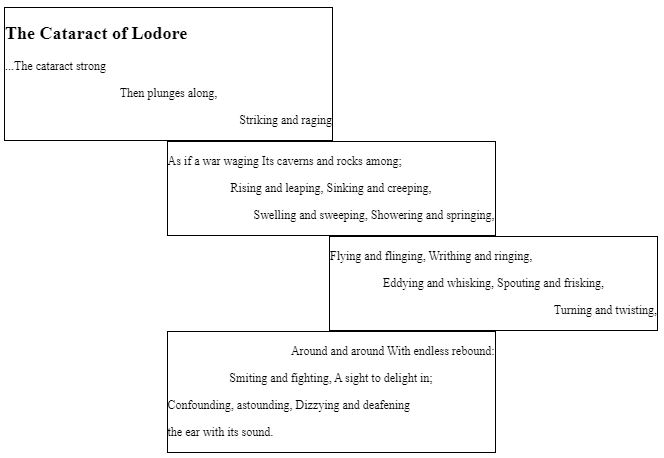 The Cataract of Lodore
...The cataract strong
Then plunges along,
Striking and raging
As if a war waging Its caverns and rocks among;
Rising and leaping, Sinking and creeping,
Swelling and sweeping, Showering and springing,
Flying and flinging, Writhing and ringing,
Eddying and whisking, Spouting and frisking,
Turning and twisting,
Around and around With endless rebound:
Smiting and fighting, A sight to delight in;
Confounding, astounding, Dizzying and deafening
the ear with its sound.